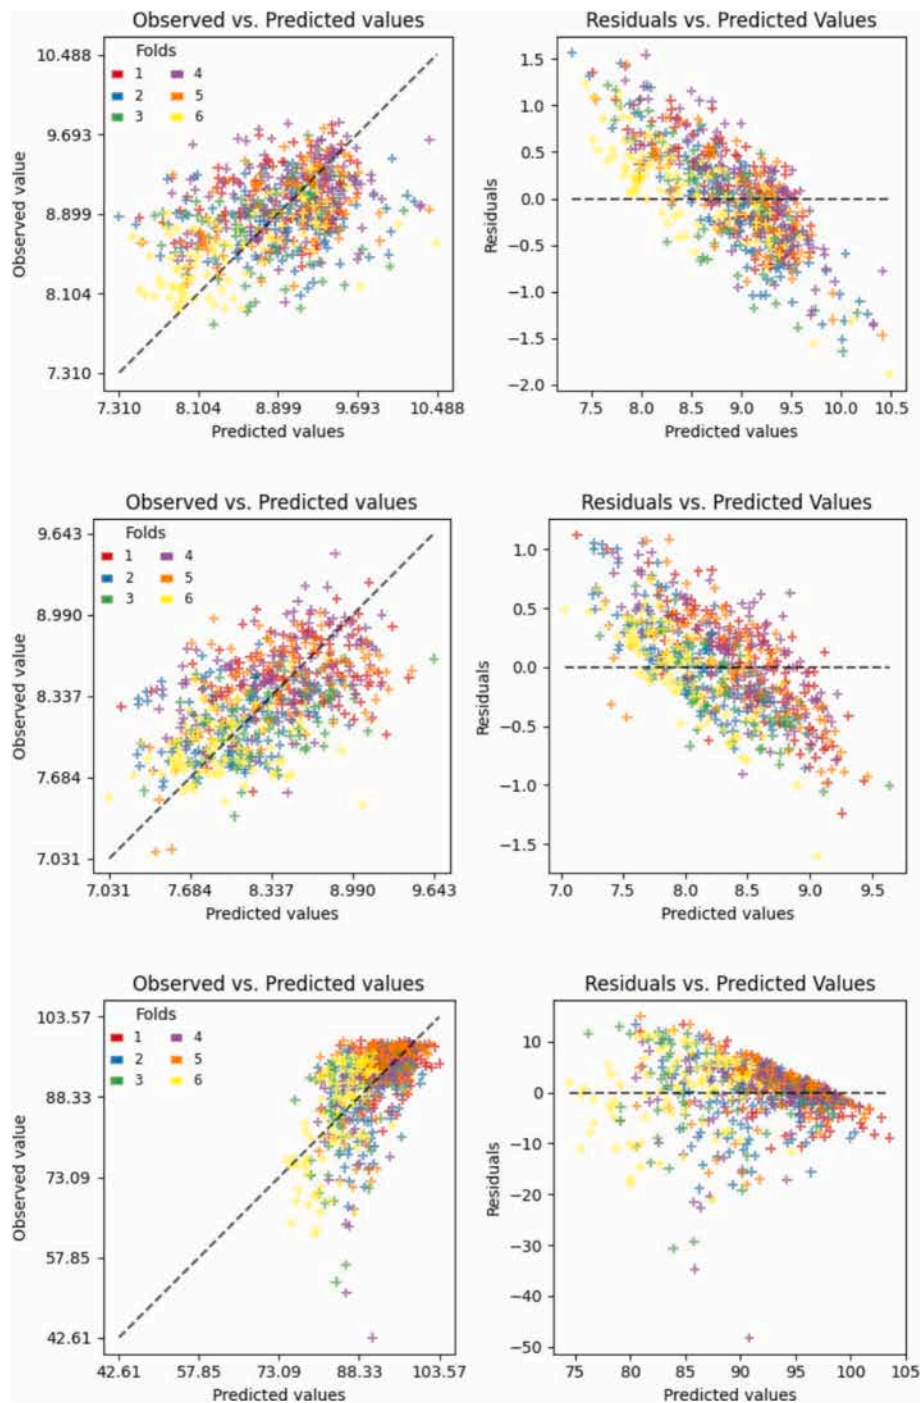 Observed vs. Predicted values
Residuals vs. Predicted Values
Folds
1 4
2 5
3 6
10.488
9.693
8.899
8.104
7.310
Observed value
7.310 8.104 8.899 9.693 10.488
Predicted values
1.5
1.0
0.5
0.0
−0.5
−1.0
−1.5
−2.0
Residuals
7.5 8.0 8.5 9.0 9.5 10.0 10.5
Predicted values
Observed vs. Predicted values
Residuals vs. Predicted Values
Folds
1 4
2 5
3 6
9.643
8.990
8.337
7.684
7.031
Observed value
7.031 7.684 8.337 8.990 9.643
Predicted values
1.0
0.5
0.0
−0.5
−1.0
−1.5
Residuals
7.0 7.5 8.0 8.5 9.0 9.5
Predicted values
Observed vs. Predicted values
Residuals vs. Predicted Values
Folds
1 4
2 5
3 6
103.57
88.33
73.09
57.85
42.61
Observed value
42.61 57.85 73.09 88.33 103.57
Predicted values
10
0
−10
−20
−30
−40
−50
Residuals
75 80 85 90 95 100 105
Predicted values